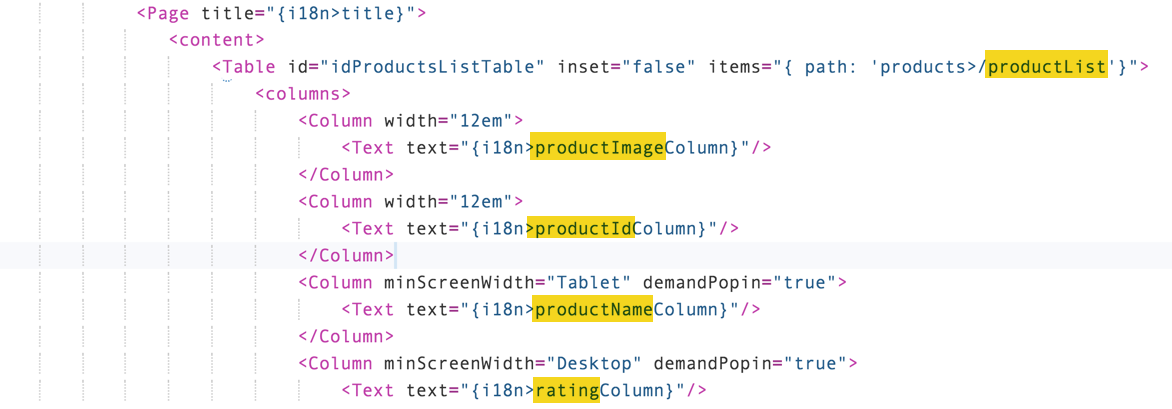 <Page title="{i18n>title}">
<content>
<Table id="idProductsListTable" inset="false" items="{ path: 'products>/productList'}">
<columns>
<Column width="12em">
<Text text="{i18n>productImageColumn}"/>
</Column>
<Column width="12em">
<Text text="{i18n>productIdColumn}"/>
</Column>
<Column minScreenWidth="Tablet" demandPopin="true">
<Text text="{i18n>productNameColumn}"/>
</Column>
<Column minScreenWidth="Desktop" demandPopin="true">
<Text text="{i18n>ratingColumn}"/>